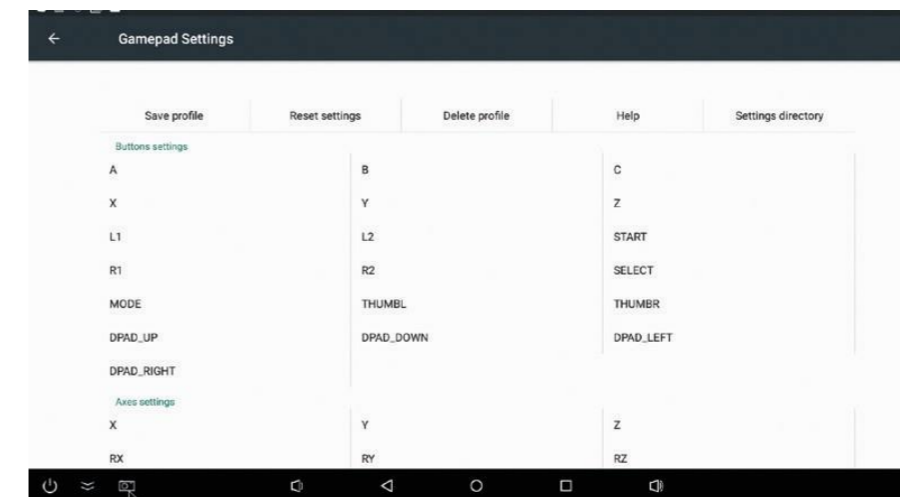 Gamepad Settings
Save profile Reset settings Delete profile Help Settings directory
Buttons settings
A B C
X Y Z
L1 L2 START
R1 R2 SELECT
MODE THUMBL THUMBR
DPAD_UP DPAD_DOWN DPAD_LEFT
DPAD_RIGHT
Axes settings
X Y Z
RX RY RZ